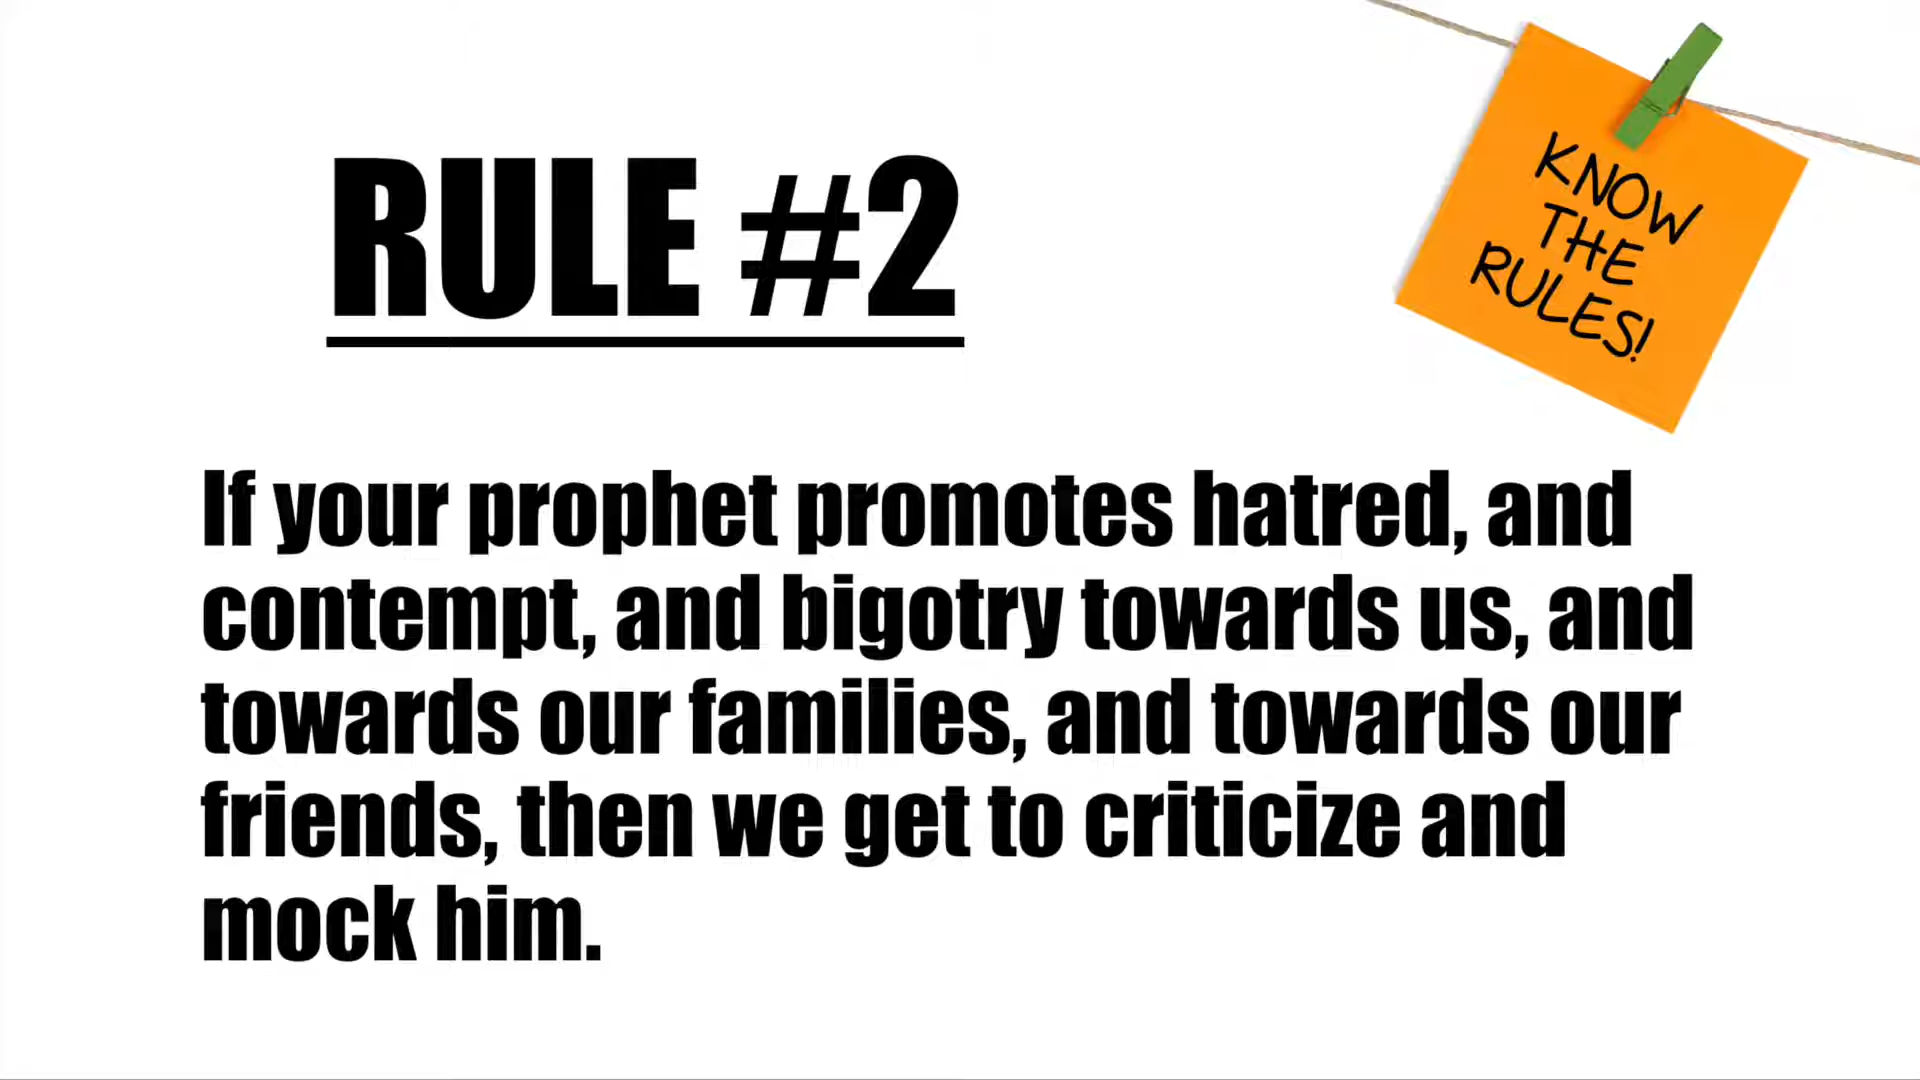 RULE #2
KNOW
THE
RULES!
If your prophet promotes hatred, and
contempt, and bigotry towards us, and
towards our families, and towards our
friends, then we get to criticize and
mock him.